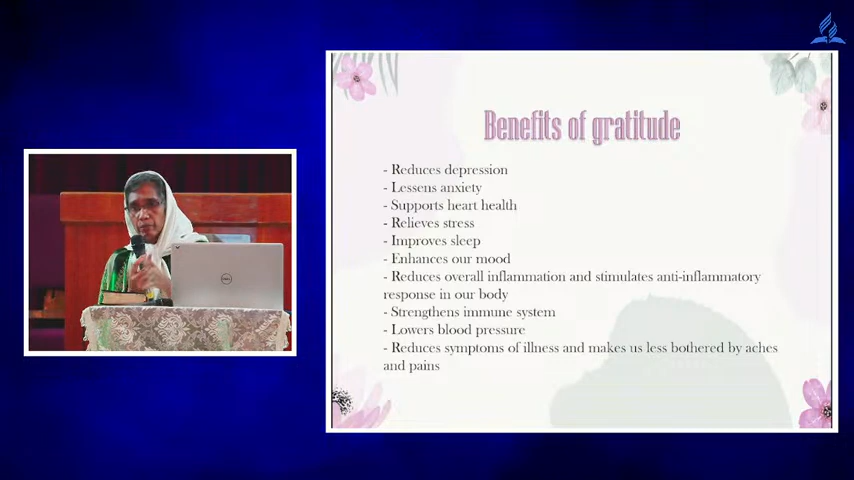 Benefits of gratitude
- Reduces depression
- Lessens anxiety
- Supports heart health
- Relieves stress
- Improves sleep
- Enhances our mood
- Reduces overall inflammation and stimulates anti-inflammatory
response in our body
- Strengthens immune system
- Lowers blood pressure
- Reduces symptoms of illness and makes us less bothered by aches
and pains
DELL